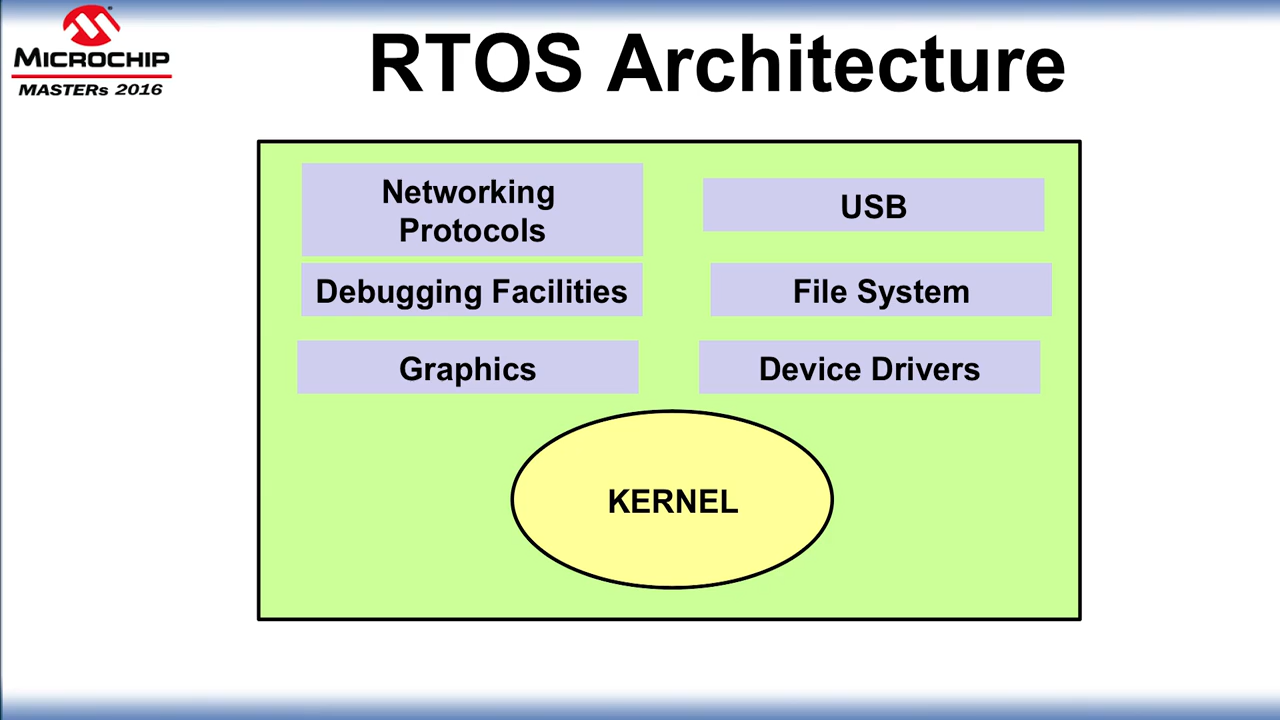 MICROCHIP
MASTERs 2016
RTOS Architecture
Networking
Protocols
USB
Debugging Facilities
File System
Graphics
Device Drivers
KERNEL